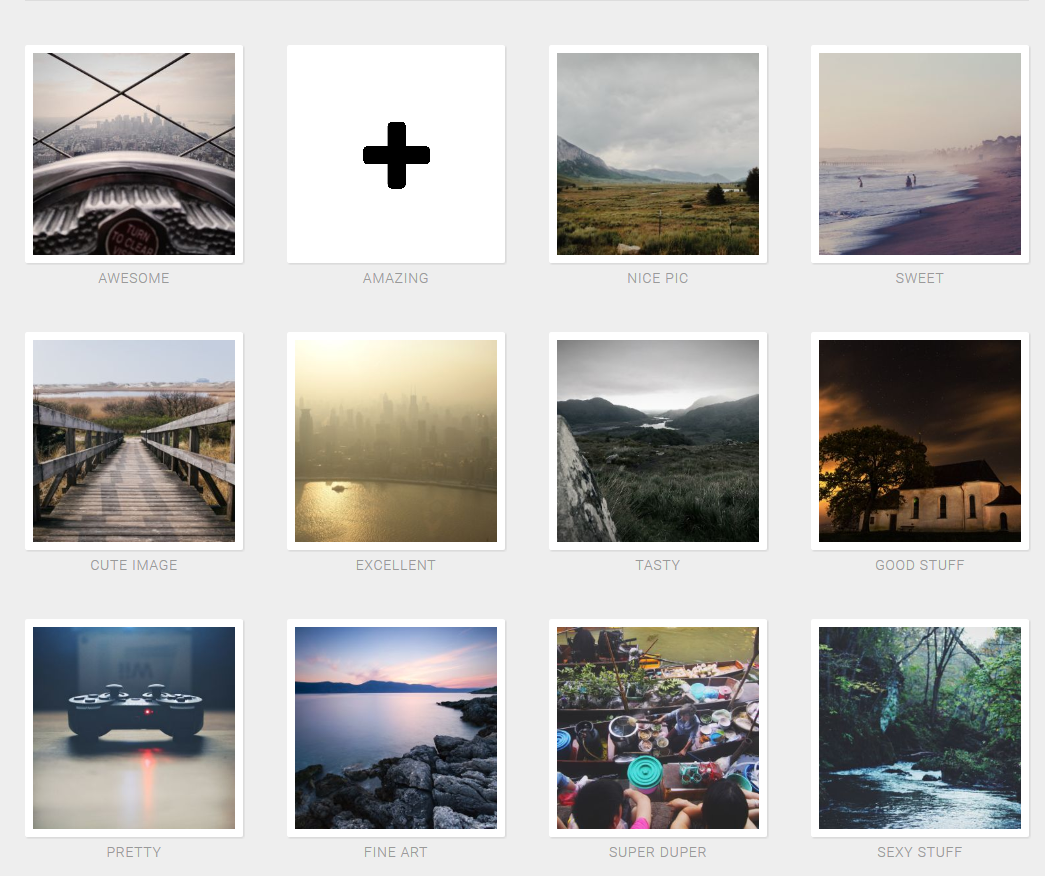 TURN
TO CLEAR
AWESOME
AMAZING
NICE PIC
SWEET
CUTE IMAGE
EXCELLENT
TASTY
GOOD STUFF
PRETTY
FINE ART
SUPER DUPER
SEXY STUFF